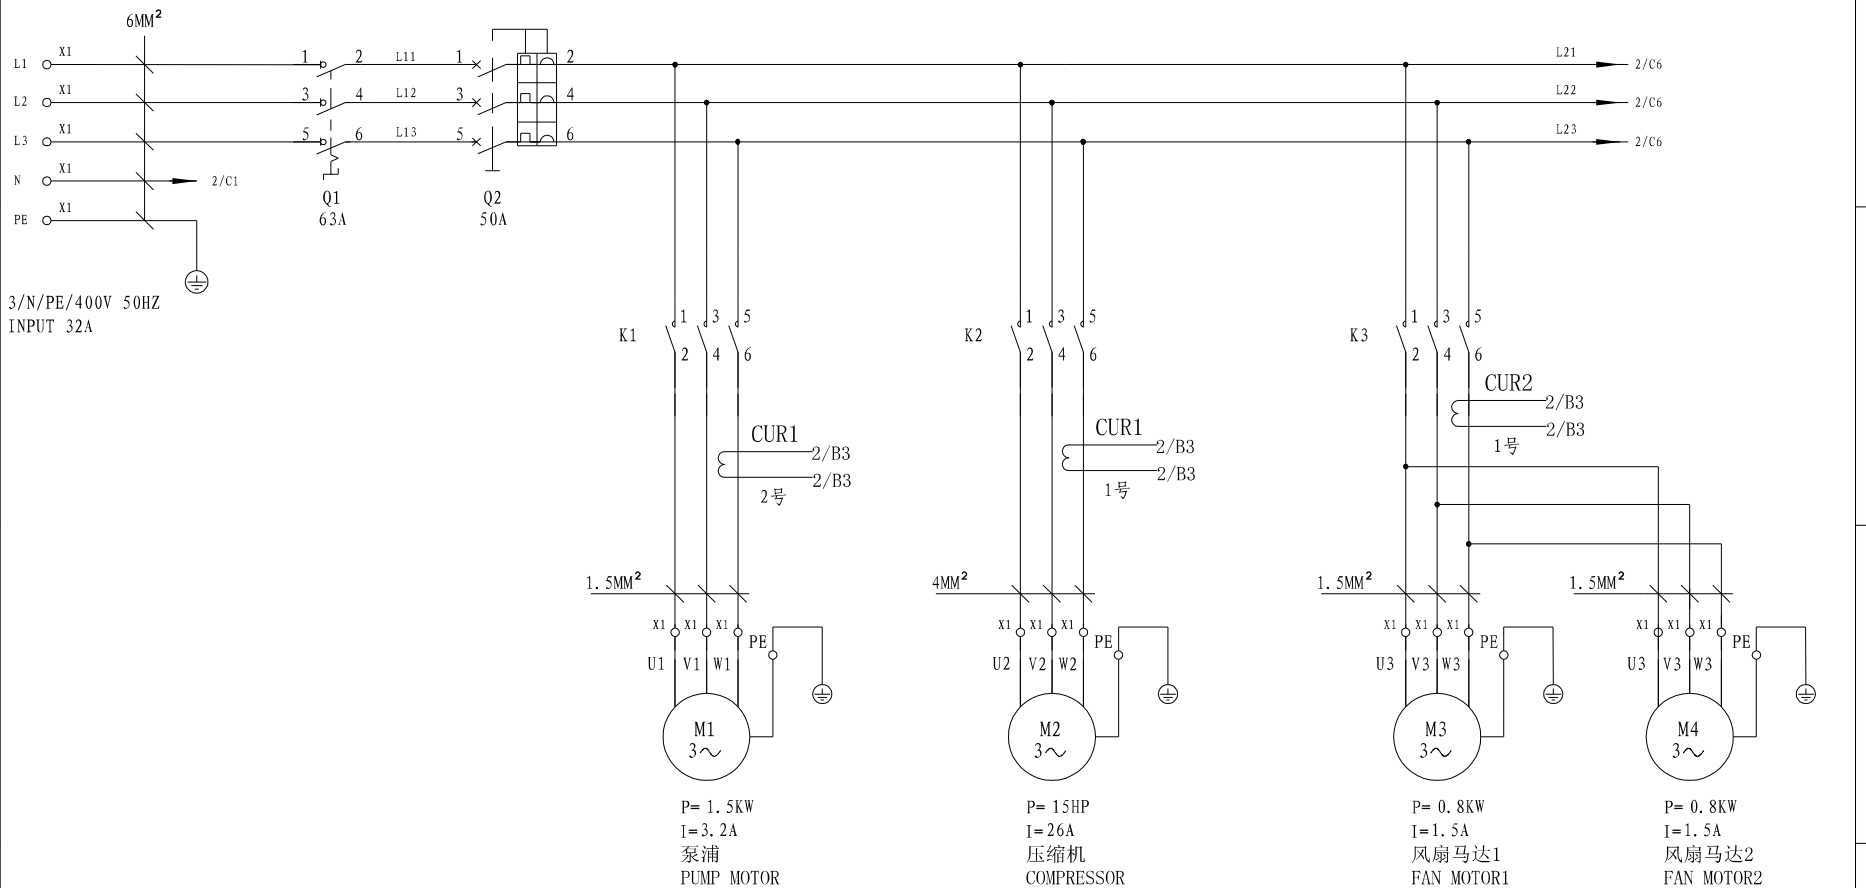 6MM²
L1 X1 1 2 L11 1 2 L21 2/C6
L2 X1 3 4 L12 3 4 L22 2/C6
L3 X1 5 6 L13 5 6 L23 2/C6
N X1 2/C1
PE X1
Q1
63A
Q2
50A
3/N/PE/400V 50HZ
INPUT 32A
K1 1 3 5
2 4 6
CUR1
2/B3
2/B3
2号
1.5MM²
X1 X1 X1 PE
U1 V1 W1
M1
3~
P= 1.5KW
I=3.2A
泵浦
PUMP MOTOR
K2 1 3 5
2 4 6
CUR1
2/B3
2/B3
1号
4MM²
X1 X1 X1 PE
U2 V2 W2
M2
3~
P= 15HP
I=26A
压缩机
COMPRESSOR
K3 1 3 5
2 4 6
CUR2
2/B3
2/B3
1号
1.5MM²
X1 X1 X1 PE
U3 V3 W3
M3
3~
P= 0.8KW
I=1.5A
风扇马达1
FAN MOTOR1
1.5MM²
X1 X1 X1 PE
U3 V3 W3
M4
3~
P= 0.8KW
I=1.5A
风扇马达2
FAN MOTOR2